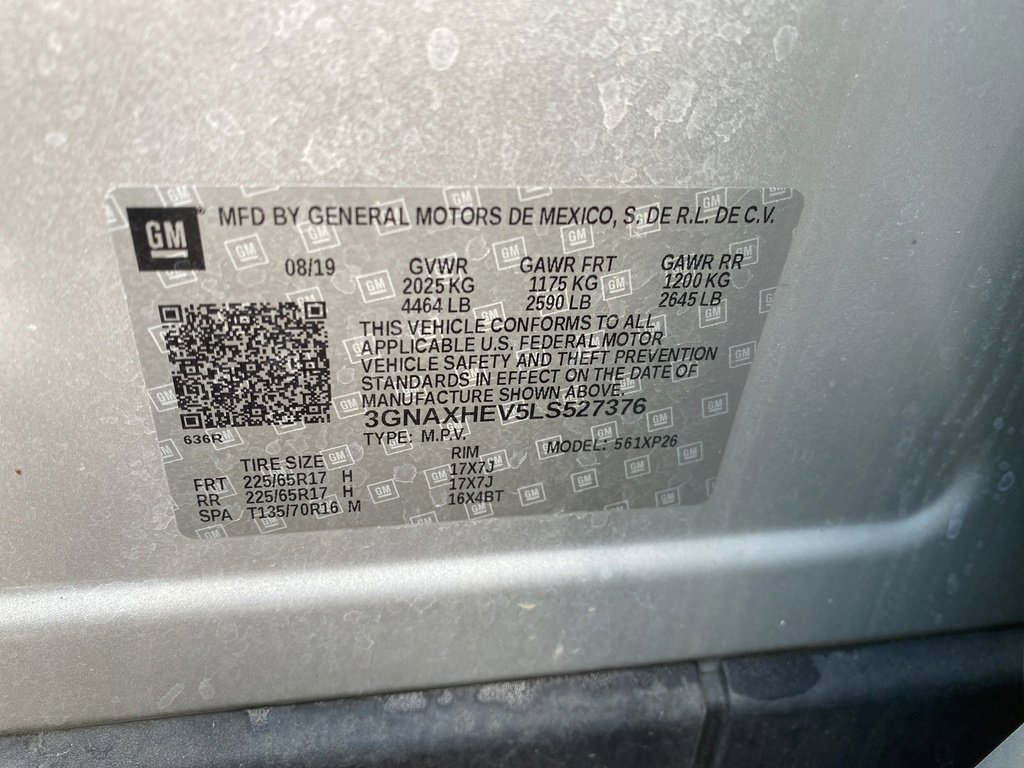 GM MFD BY GENERAL MOTORS DE MEXICO, S. DE R.L. DE C.V.
08/19 GVWR GAWR FRT GAWR RR
2025 KG 1175 KG 1200 KG
4464 LB 2590 LB 2645 LB
THIS VEHICLE CONFORMS TO ALL
APPLICABLE U.S. FEDERAL MOTOR
VEHICLE SAFETY AND THEFT PREVENTION
STANDARDS IN EFFECT ON THE DATE OF
MANUFACTURE SHOWN ABOVE.
3GNAXHEV5LS527376
636R TYPE: M.P.V. MODEL: 561XP26
TIRE SIZE RIM
FRT 225/65R17 H 17X7J
RR 225/65R17 H 17X7J
SPA T135/70R16 M 16X4BT